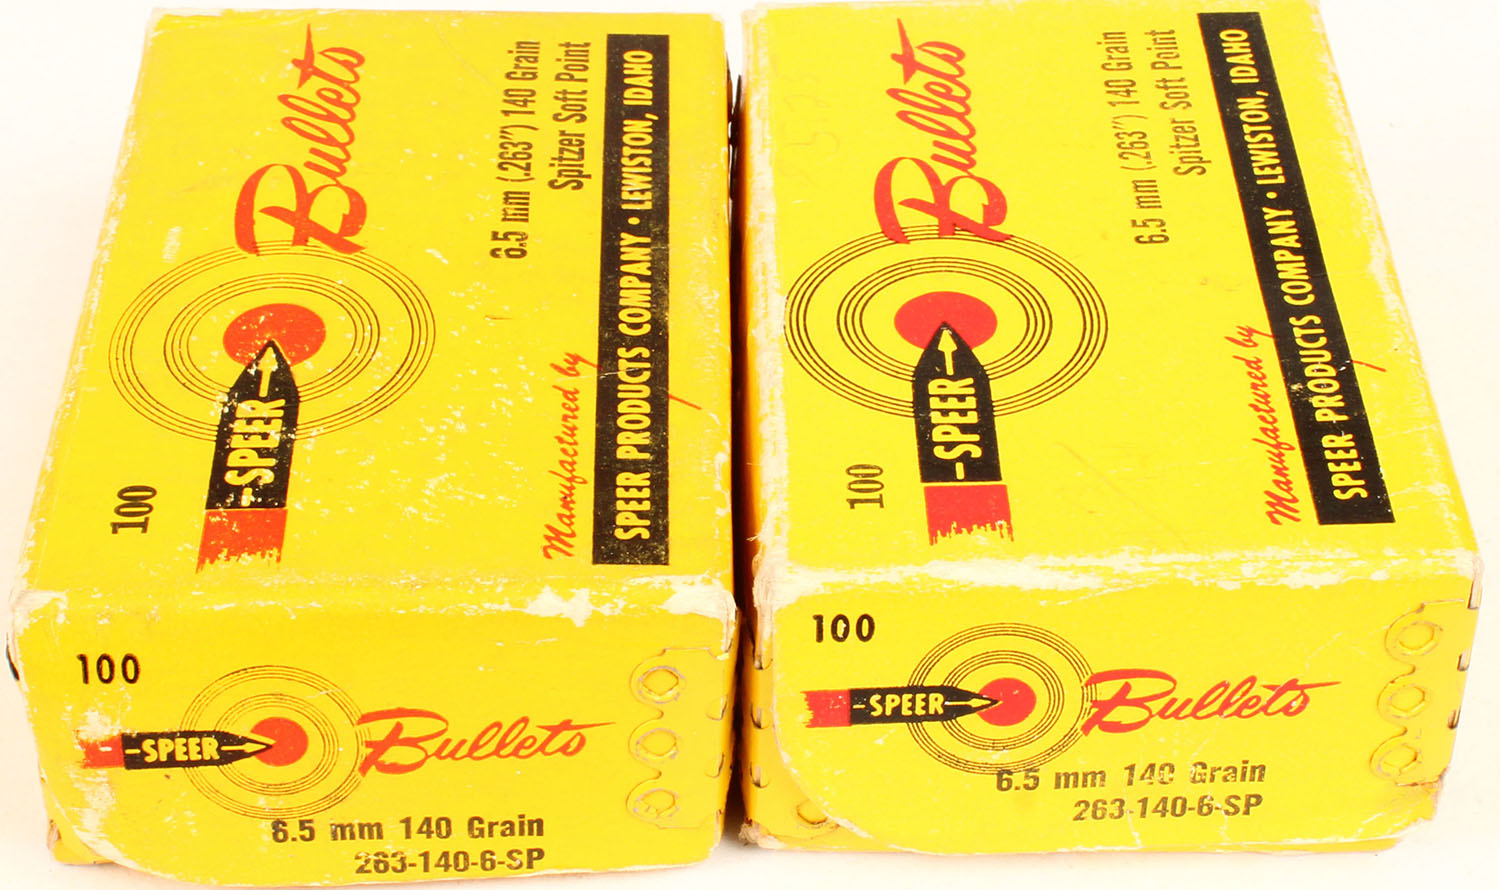 Bullets
6.5 mm (.263") 140 Grain
Spitzer Soft Point
-SPEER
100
Manufactured by
SPEER PRODUCTS COMPANY • LEWISTON, IDAHO
100
-SPEER
Bullets
6.5 mm 140 Grain
263-140-6-SP
Bullets
6.5 mm (.263") 140 Grain
Spitzer Soft Point
-SPEER
100
Manufactured by
SPEER PRODUCTS COMPANY • LEWISTON, IDAHO
100
-SPEER
Bullets
6.5 mm 140 Grain
263-140-6-SP